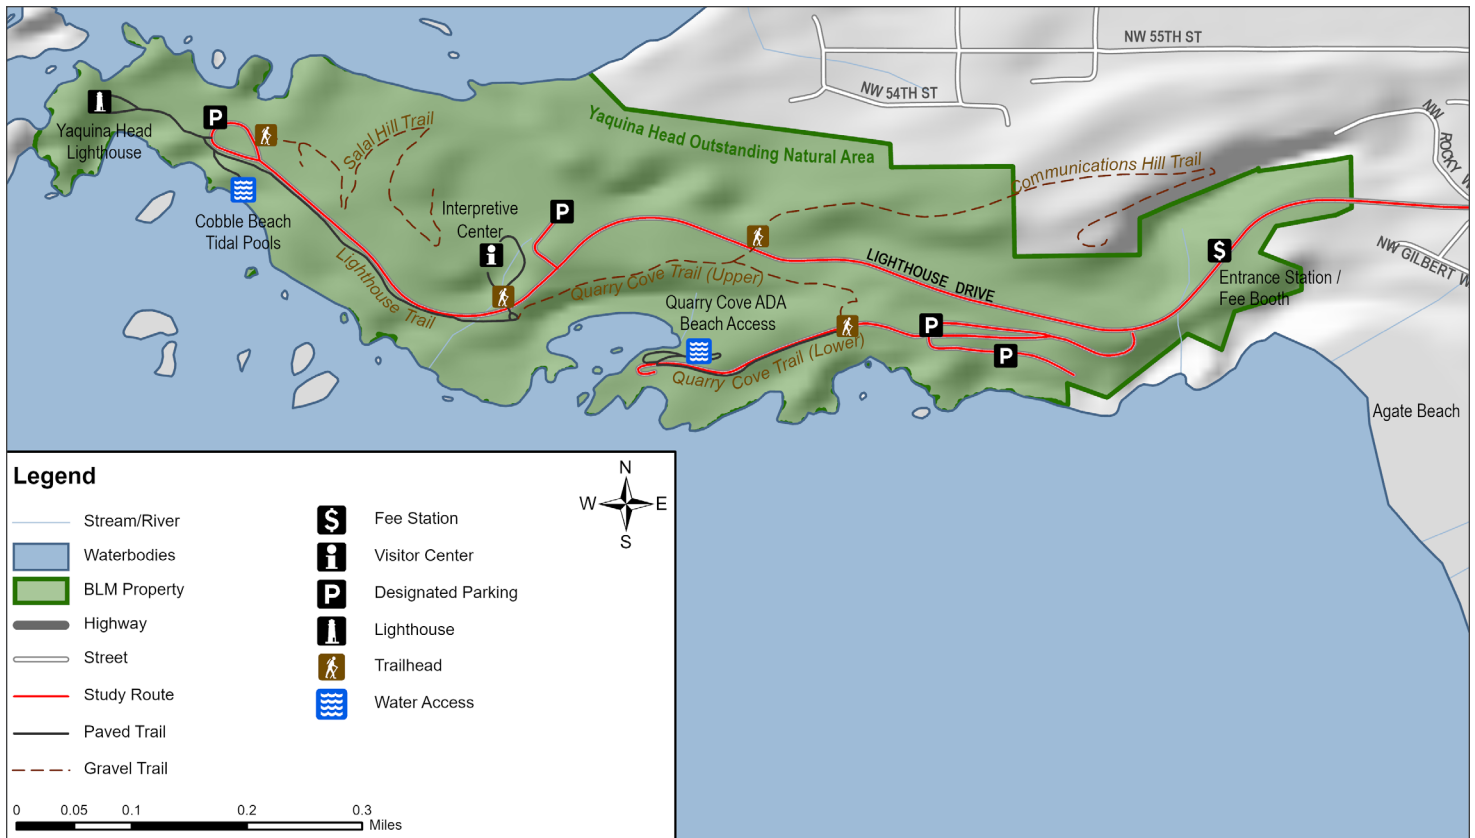 NW 55TH ST
NW 54TH ST
NW
ROCKY W
Yaquina Head
Lighthouse
P
Salal Hill Trail
Yaquina Head Outstanding Natural Area
Communications Hill Trail
Cobble Beach
Tidal Pools
Interpretive
Center
P
i
Lighthouse Trail
Quarry Cove Trail (Upper)
LIGHTHOUSE DRIVE
$
Entrance Station /
Fee Booth
NW GILBERT W
Quarry Cove ADA
Beach Access
P
P
Quarry Cove Trail (Lower)
Agate Beach
Legend
Stream/River
Waterbodies
BLM Property
Highway
Street
Study Route
Paved Trail
Gravel Trail
$ Fee Station
i Visitor Center
P Designated Parking
Lighthouse
Trailhead
Water Access
N
W E
S
0 0.05 0.1 0.2 0.3
Miles